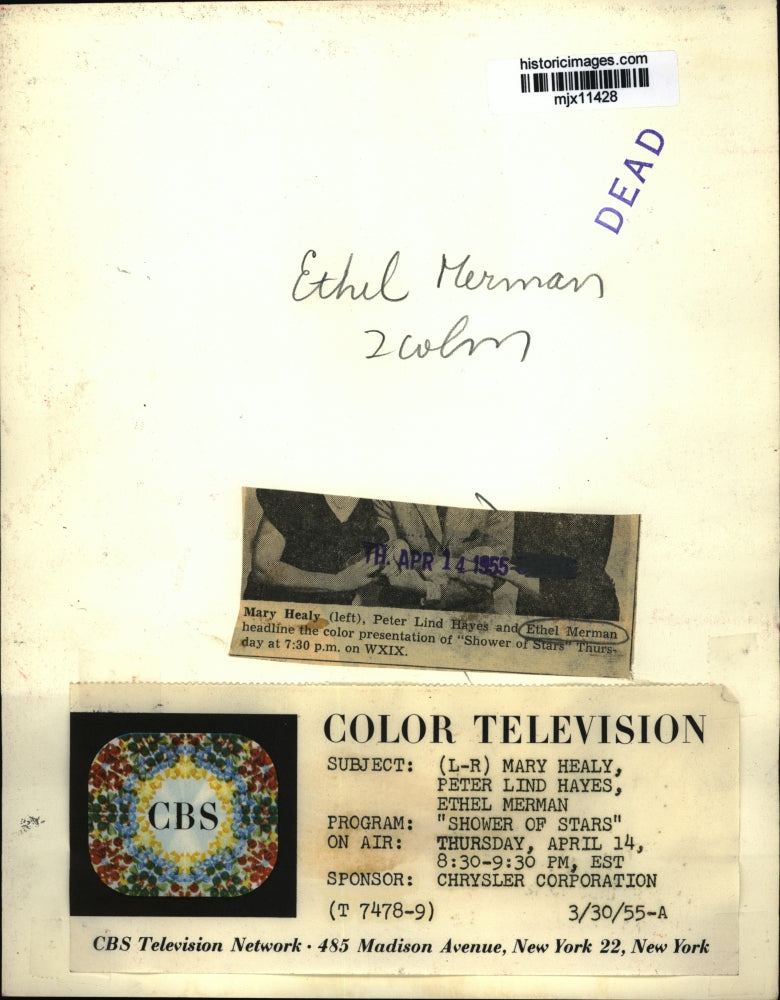 historicimages.com
mjx11428
DEAD
Ethel Merman
2 colm
TH. APR 14 1955
Mary Healy (left), Peter Lind Hayes and Ethel Merman
headline the color presentation of "Shower of Stars" Thurs-
day at 7:30 p.m. on WXIX.
COLOR TELEVISION
CBS
SUBJECT: (L-R) MARY HEALY,
PETER LIND HAYES,
ETHEL MERMAN
PROGRAM: "SHOWER OF STARS"
ON AIR: THURSDAY, APRIL 14,
8:30-9:30 PM, EST
SPONSOR: CHRYSLER CORPORATION
(T 7478-9) 3/30/55-A
CBS Television Network · 485 Madison Avenue, New York 22, New York